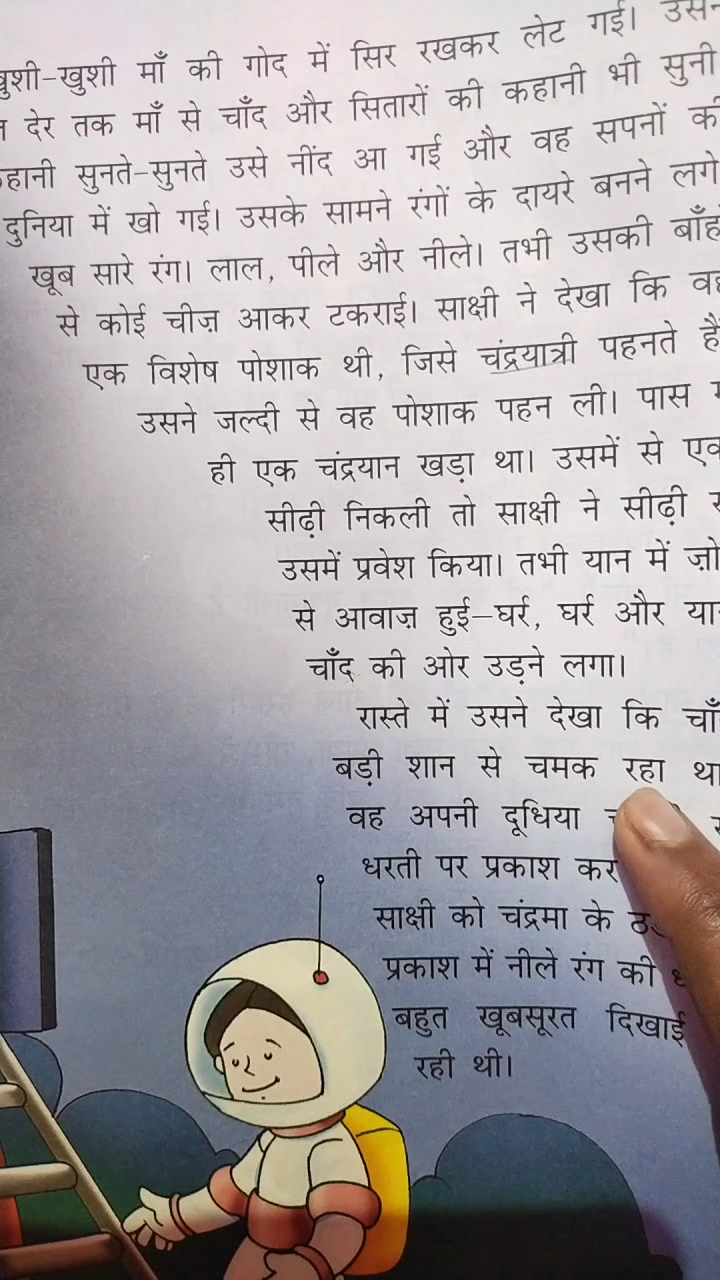 खुशी-खुशी माँ की गोद में सिर रखकर लेट गई।
देर तक माँ से चाँद और सितारों की कहानी भी सुनी
सुनते-सुनते उसे नींद आ गई और वह सपनों की
दुनिया में खो गई। उसके सामने रंगों के दायरे बनने लगे
खूब सारे रंग। लाल, पीले और नीले। तभी उसकी
से कोई चीज़ आकर टकराई। साक्षी ने देखा कि वह
एक विशेष पोशाक थी, जिसे चंद्रयात्री पहनते हैं
उसने जल्दी से वह पोशाक पहन ली। पास
ही एक चंद्रयान खड़ा था। उसमें से एक
सीढ़ी निकली तो साक्षी ने सीढ़ी
उसमें प्रवेश किया। तभी यान में
से आवाज़ हुई–घर्र, घर्र और
चाँद की ओर उड़ने लगा।
रास्ते में उसने देखा कि
बड़ी शान से चमक रहा था
वह अपनी दूधिया
धरती पर प्रकाश कर
साक्षी को चंद्रमा के
प्रकाश में नीले रंग की
बहुत खूबसूरत दिखाई
रही थी।